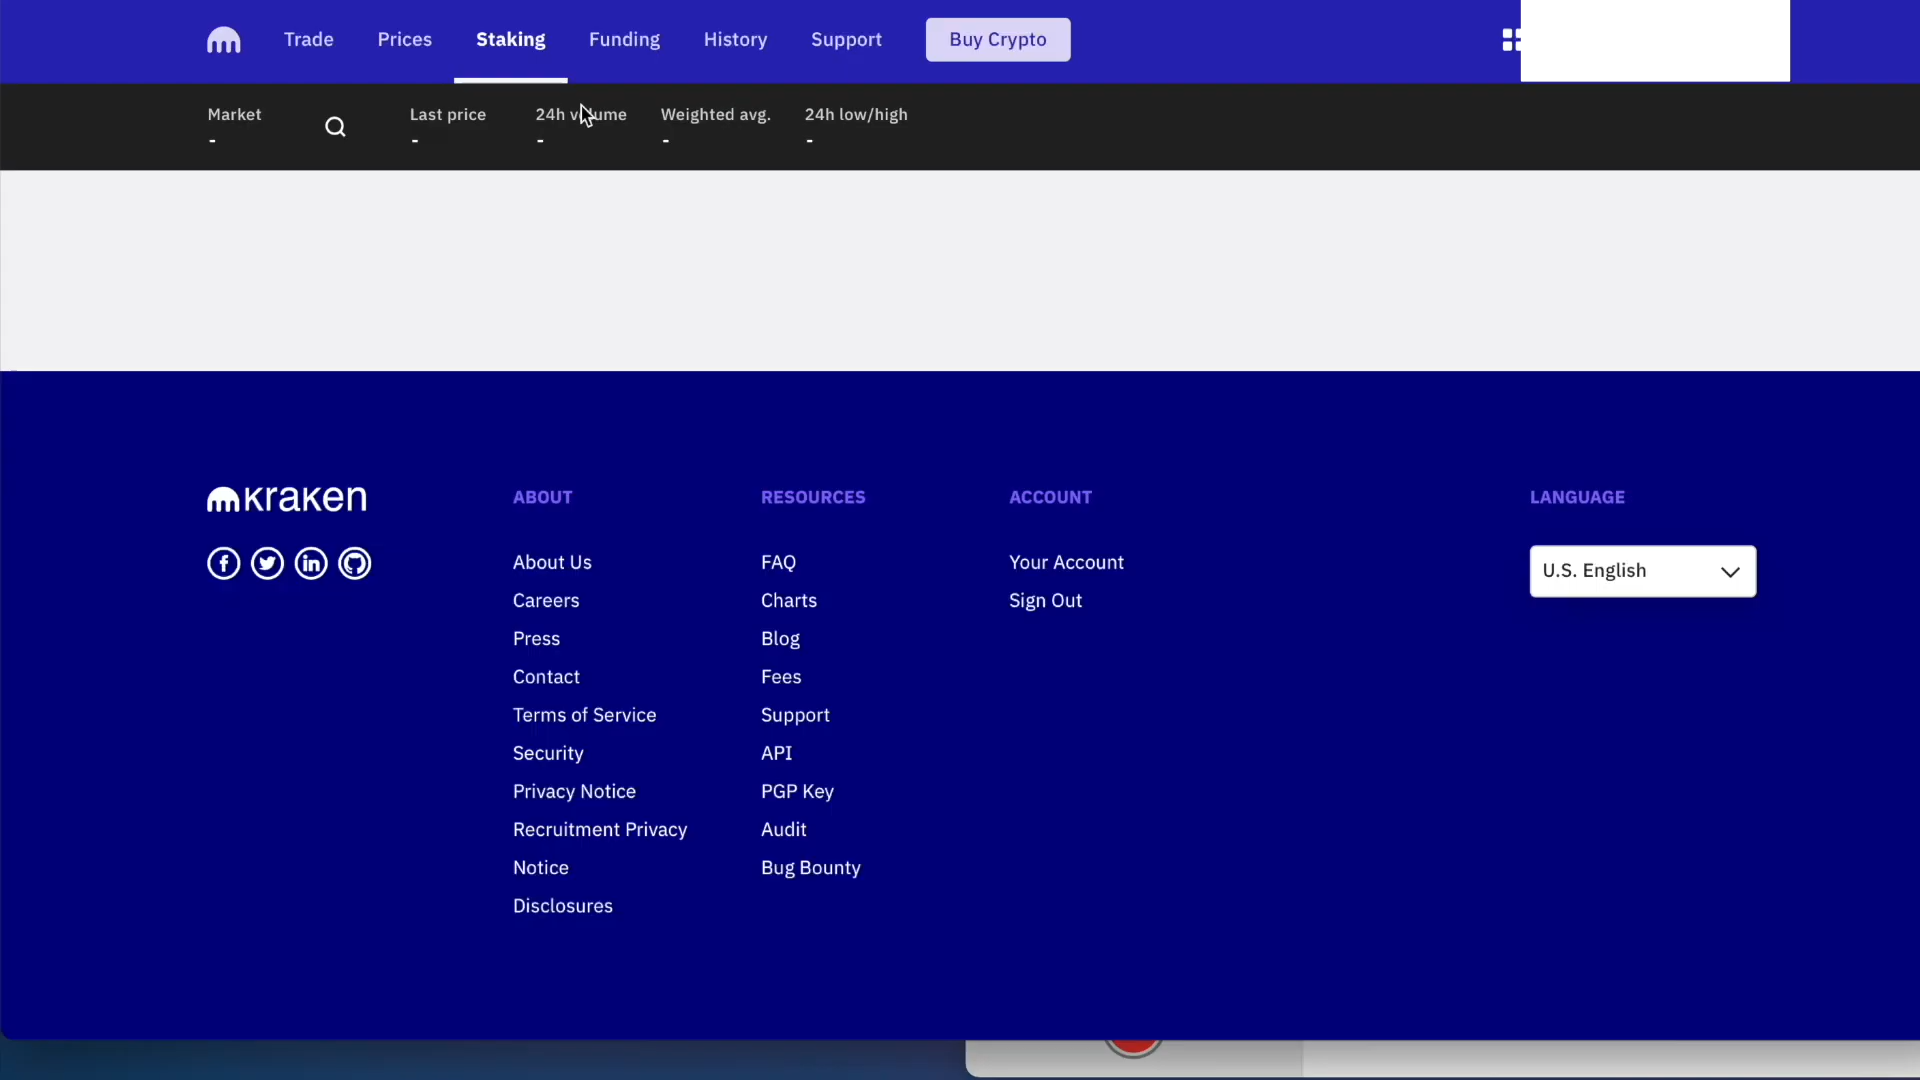 Trade Prices Staking Funding History Support Buy Crypto
Market Last price 24h volume Weighted avg. 24h low/high
- - - - -
kraken
ABOUT
About Us
Careers
Press
Contact
Terms of Service
Security
Privacy Notice
Recruitment Privacy
Notice
Disclosures
RESOURCES
FAQ
Charts
Blog
Fees
Support
API
PGP Key
Audit
Bug Bounty
ACCOUNT
Your Account
Sign Out
LANGUAGE
U.S. English